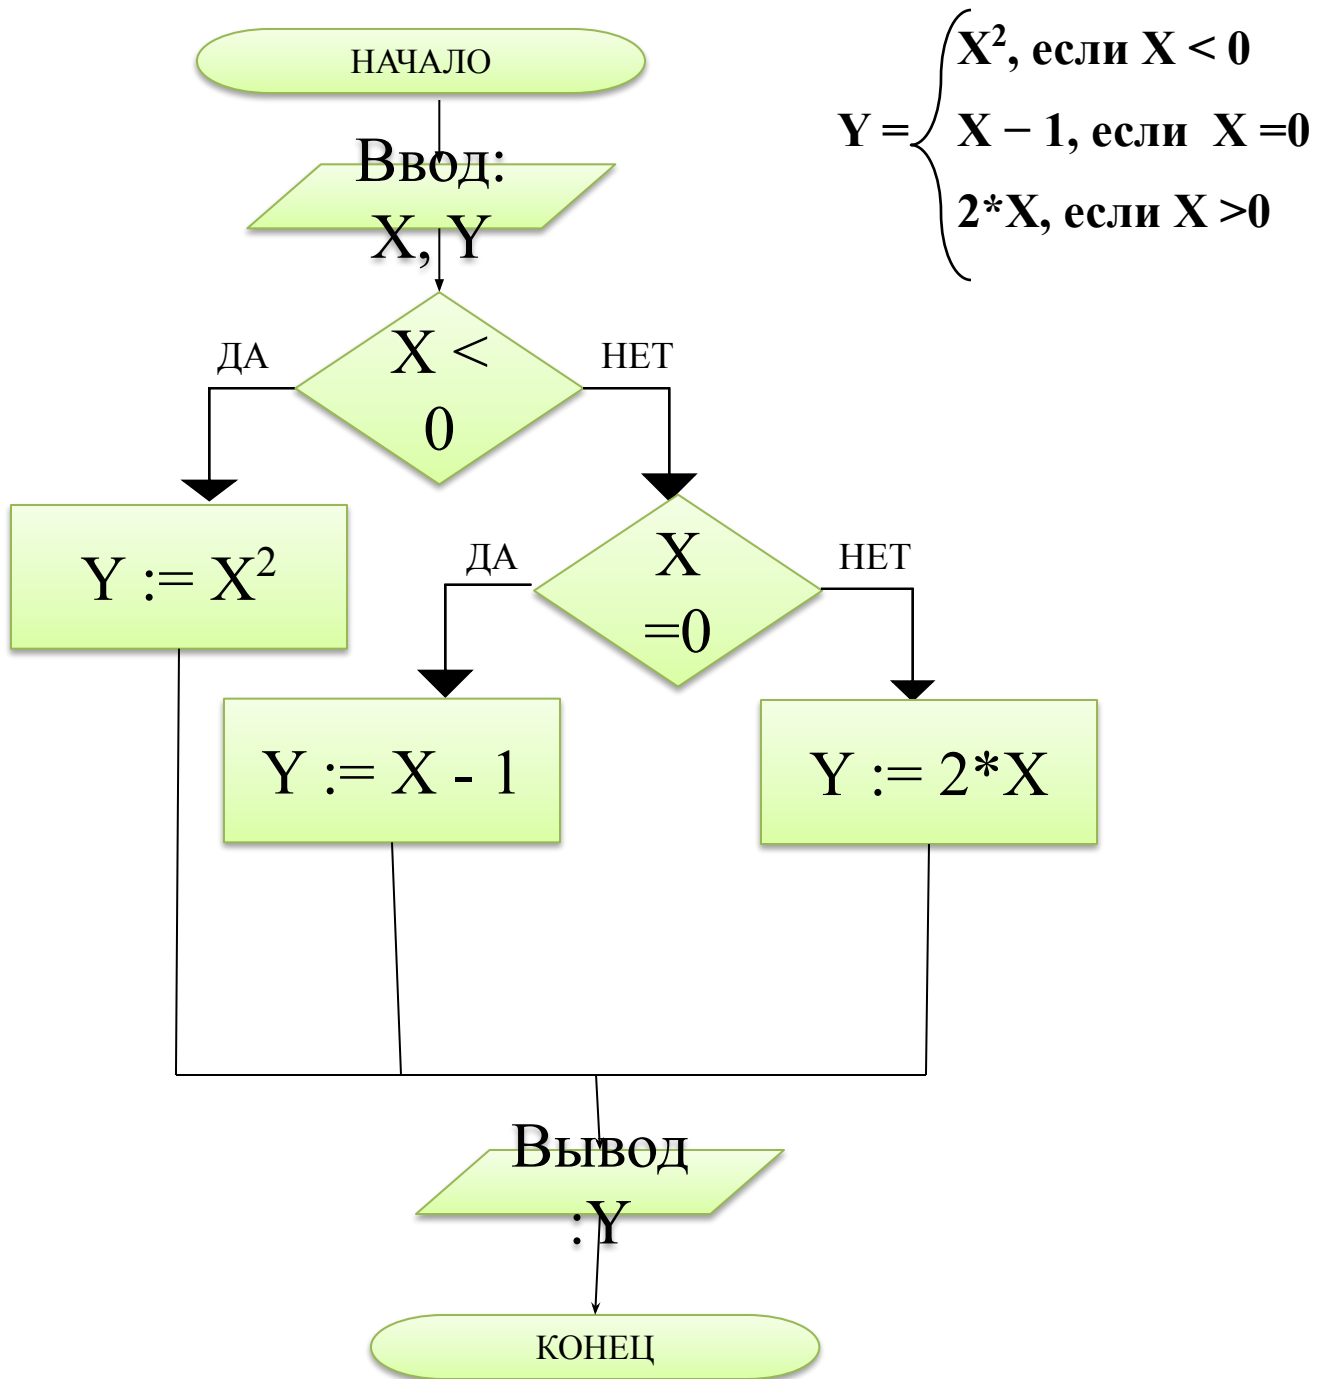 НАЧАЛО
Ввод:
X, Y
X <
0
ДА
НЕТ
Y := X²
X
=0
ДА
НЕТ
Y := X - 1
Y := 2*X
Вывод
:Y
КОНЕЦ
X², если X < 0
Y =
X – 1, если X =0
2*X, если X >0